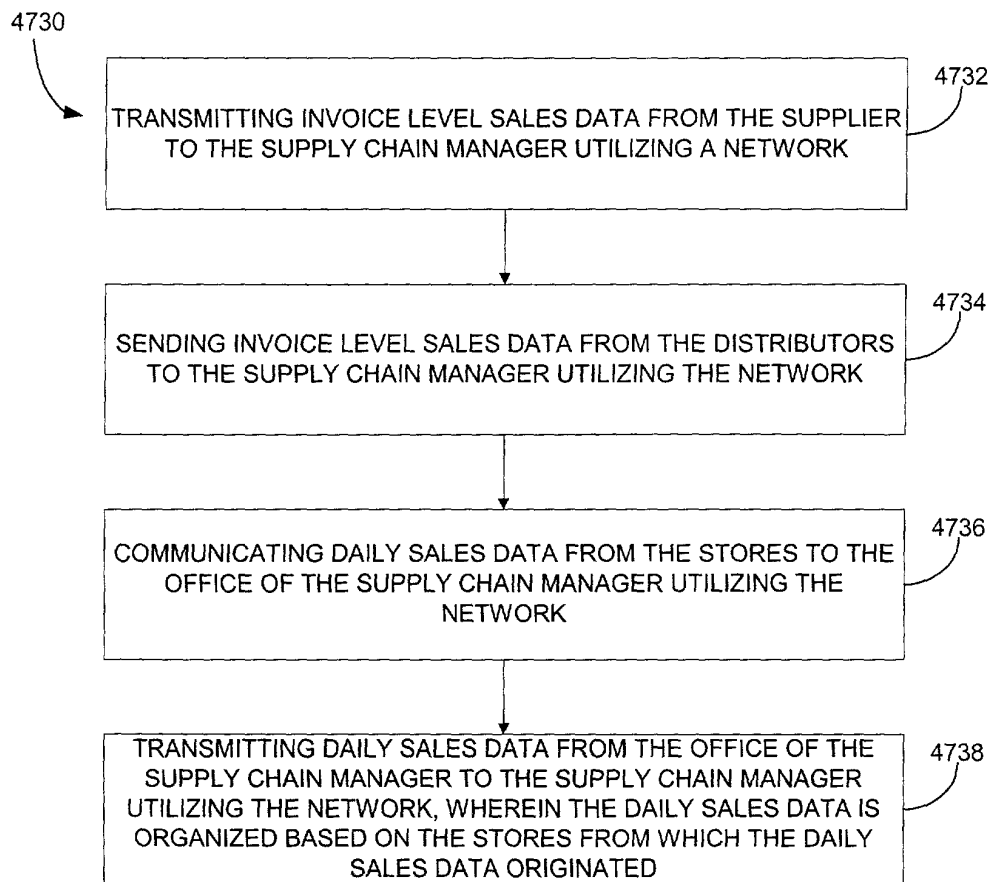 4730
4732
TRANSMITTING INVOICE LEVEL SALES DATA FROM THE SUPPLIER
TO THE SUPPLY CHAIN MANAGER UTILIZING A NETWORK
4734
SENDING INVOICE LEVEL SALES DATA FROM THE DISTRIBUTORS
TO THE SUPPLY CHAIN MANAGER UTILIZING THE NETWORK
4736
COMMUNICATING DAILY SALES DATA FROM THE STORES TO THE
OFFICE OF THE SUPPLY CHAIN MANAGER UTILIZING THE
NETWORK
4738
TRANSMITTING DAILY SALES DATA FROM THE OFFICE OF THE
SUPPLY CHAIN MANAGER TO THE SUPPLY CHAIN MANAGER
UTILIZING THE NETWORK, WHEREIN THE DAILY SALES DATA IS
ORGANIZED BASED ON THE STORES FROM WHICH THE DAILY
SALES DATA ORIGINATED